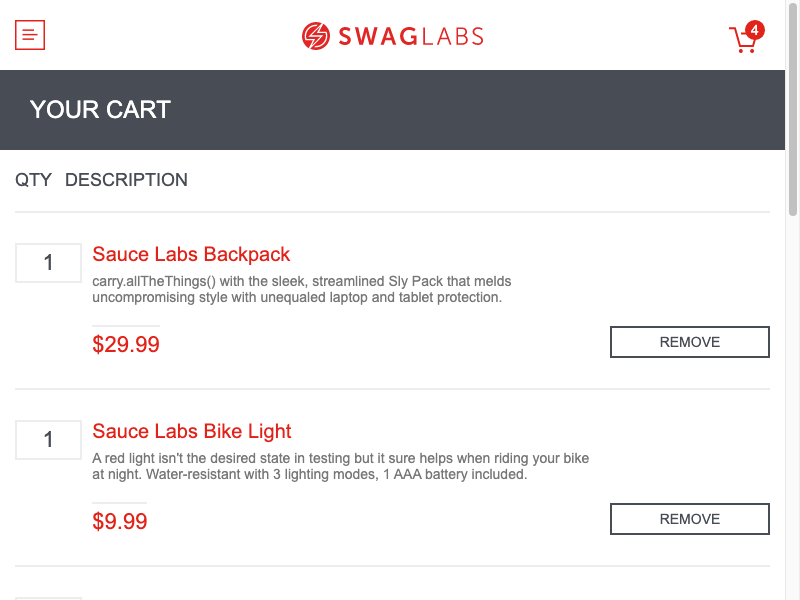 SWAGLABS
4
YOUR CART
QTY DESCRIPTION
1
Sauce Labs Backpack
carry.allTheThings() with the sleek, streamlined Sly Pack that melds
uncompromising style with unequaled laptop and tablet protection.
$29.99
REMOVE
1
Sauce Labs Bike Light
A red light isn't the desired state in testing but it sure helps when riding your bike
at night. Water-resistant with 3 lighting modes, 1 AAA battery included.
$9.99
REMOVE